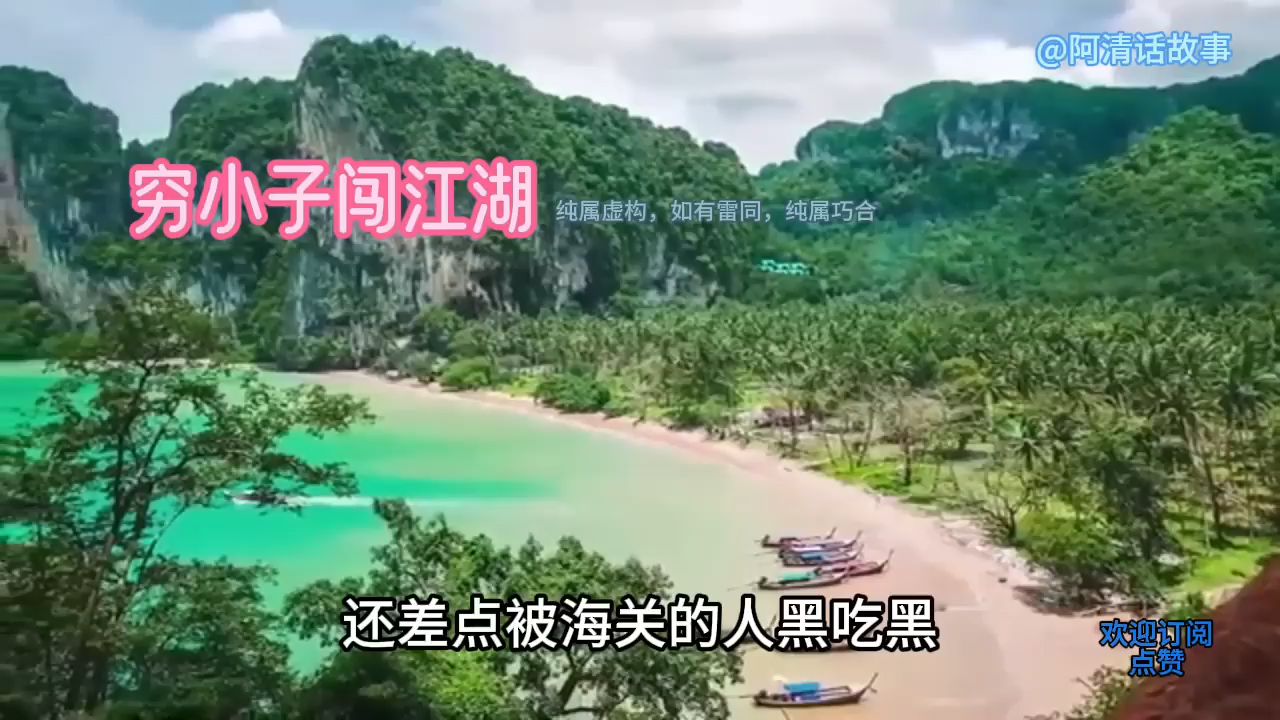 @阿清话故事
穷小子闯江湖
纯属虚构，如有雷同，纯属巧合
还差点被海关的人黑吃黑
欢迎订阅
点赞